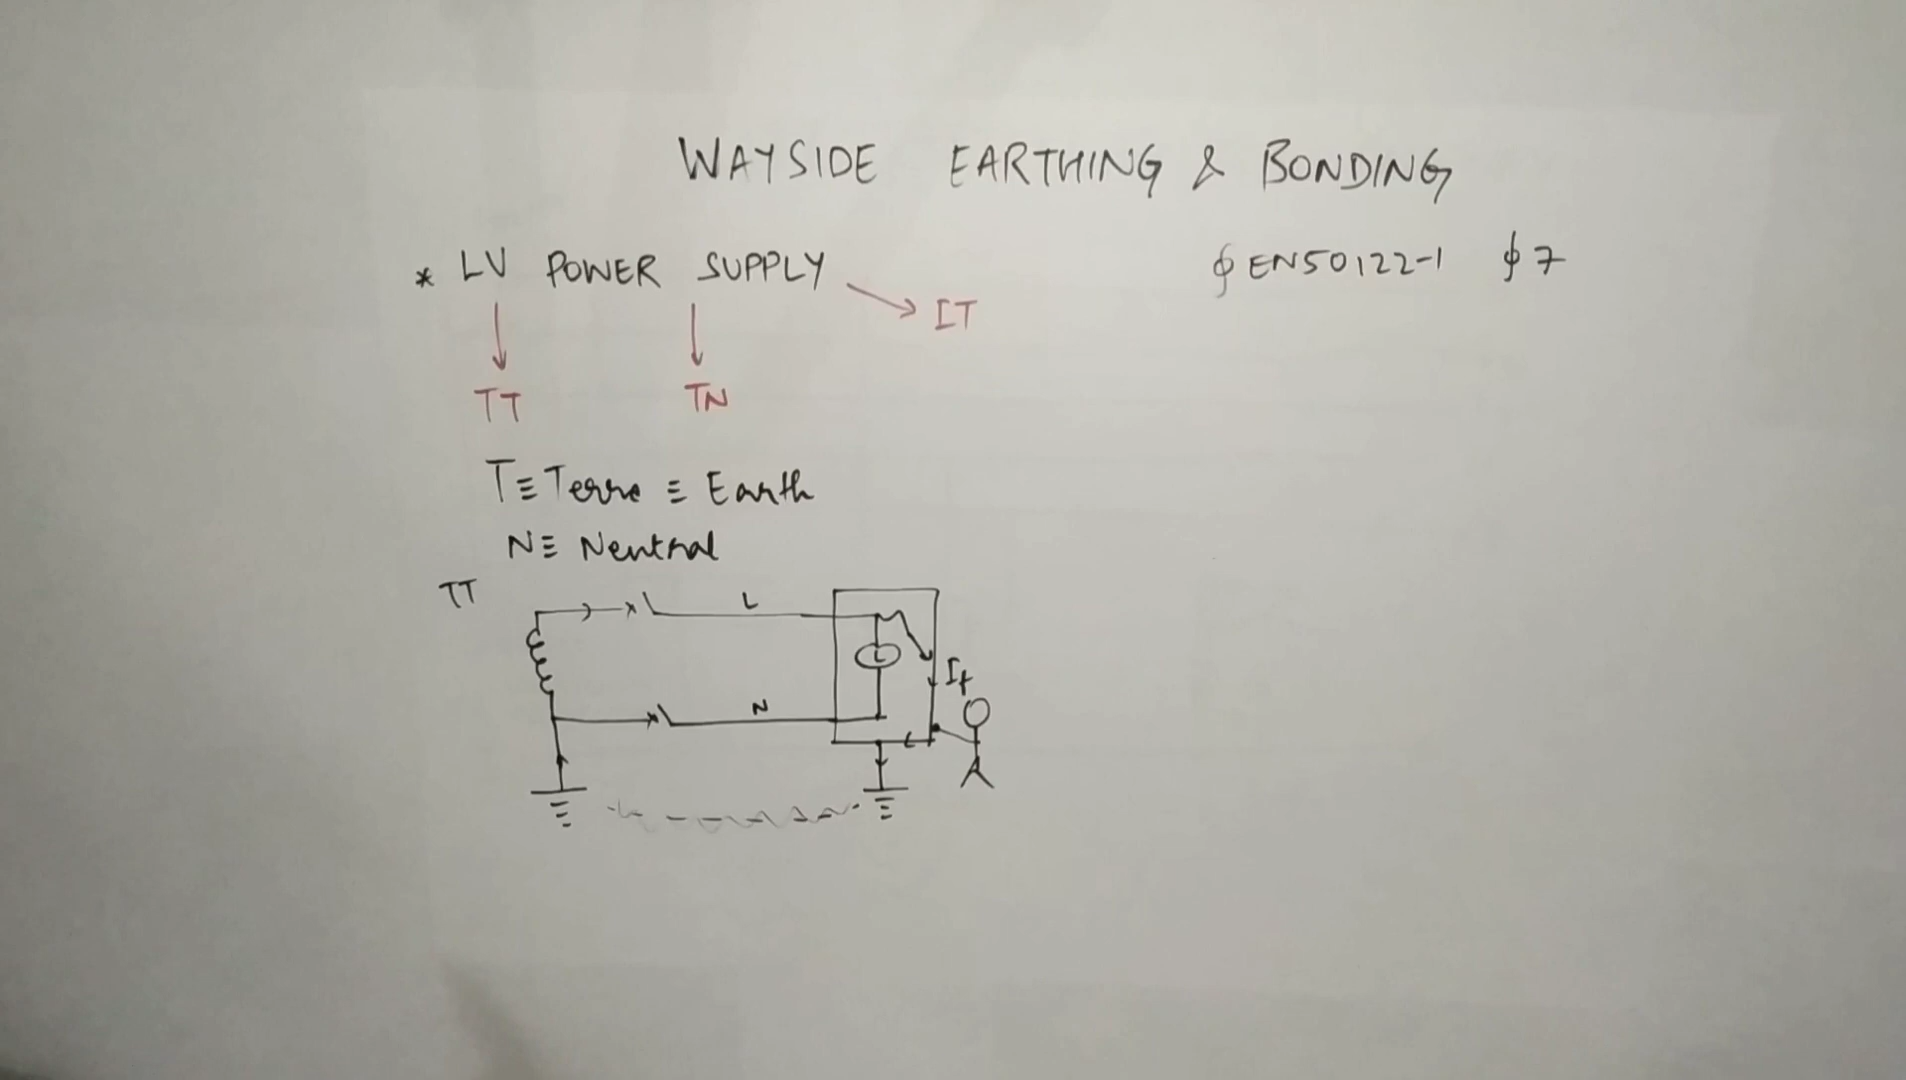 WAYSIDE EARTHING & BONDING
* LV POWER SUPPLY
EN50122-1 §7
IT
TT TN
T≡Terre ≡ Earth
N≡ Neutral
TT
L
L
If
N